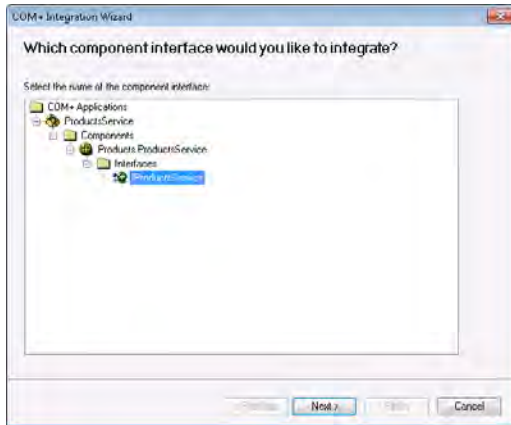 COM+ Integration Wizard
Which component interface would you like to integrate?
Select the name of the component interface:
COM+ Applications
ProductsService
Components
Products.ProductsService
Interfaces
IProductsService
Next >
Cancel